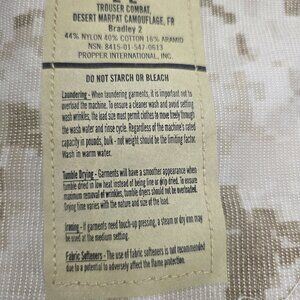 TROUSER COMBAT,
DESERT MARPAT CAMOUFLAGE, FR
Bradley 2
44% NYLON 40% COTTON 16% ARAMID
NSN: 8415-01-547-0613
PROPPER INTERNATIONAL, INC.
DO NOT STARCH OR BLEACH
Laundering - When laundering garments, it is important not to
overload the machine. To ensure a cleaner wash and avoid setting
wash wrinkles, the load size must permit clothes to move freely through
the wash water and rinse cycle. Regardless of the machine's rated
capacity in pounds, bulk - not weight should be the limiting factor.
Wash in warm water.
Tumble Drying - Garments will have a smoother appearance when
tumble dried in low heat instead of being line or drip dried. To ensure
maximum removal of wrinkles, tumble dryers should not be overloaded.
Drying time varies with the nature and size of the load.
Ironing - If garments need touch-up pressing, a steam or dry iron may
be used at the medium setting.
Fabric Softeners - The use of fabric softeners is not recommended
due to a potential to adversely affect the flame protection.